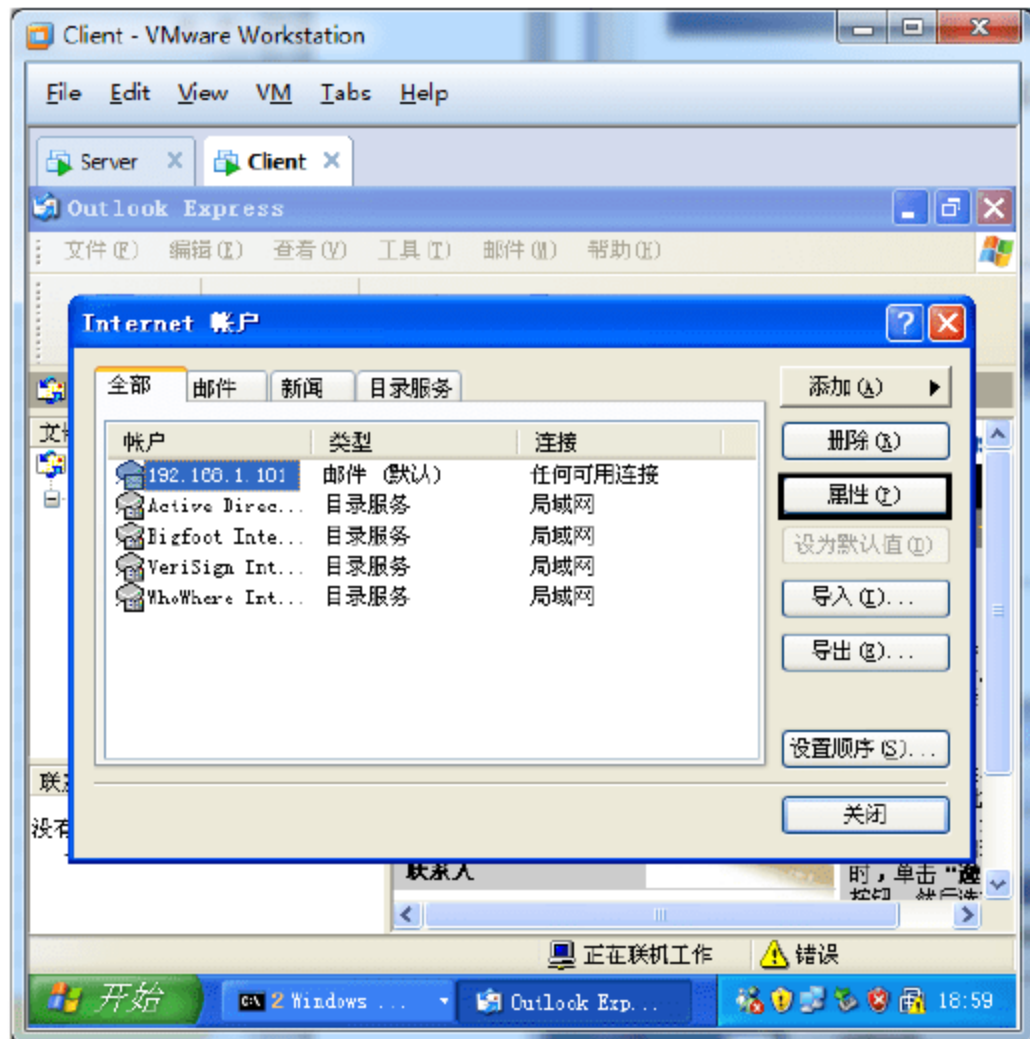 Client - VMware Workstation
File Edit View VM Tabs Help
Server Client
Outlook Express
文件(F) 编辑(E) 查看(V) 工具(T) 邮件(M) 帮助(H)
Internet 帐户
全部 邮件 新闻 目录服务
添加(A)
帐户 类型 连接
删除(R)
192.168.1.101 邮件 (默认) 任何可用连接
属性(P)
Active Direc... 目录服务 局域网
Bigfoot Inte... 目录服务 局域网
设为默认值(D)
VeriSign Int... 目录服务 局域网
WhoWhere Int... 目录服务 局域网
导入(I)...
导出(E)...
设置顺序(S)...
关闭
没有
联系人
时,单击“
正在联机工作 错误
开始 2 Windows ... Outlook Exp... 18:59